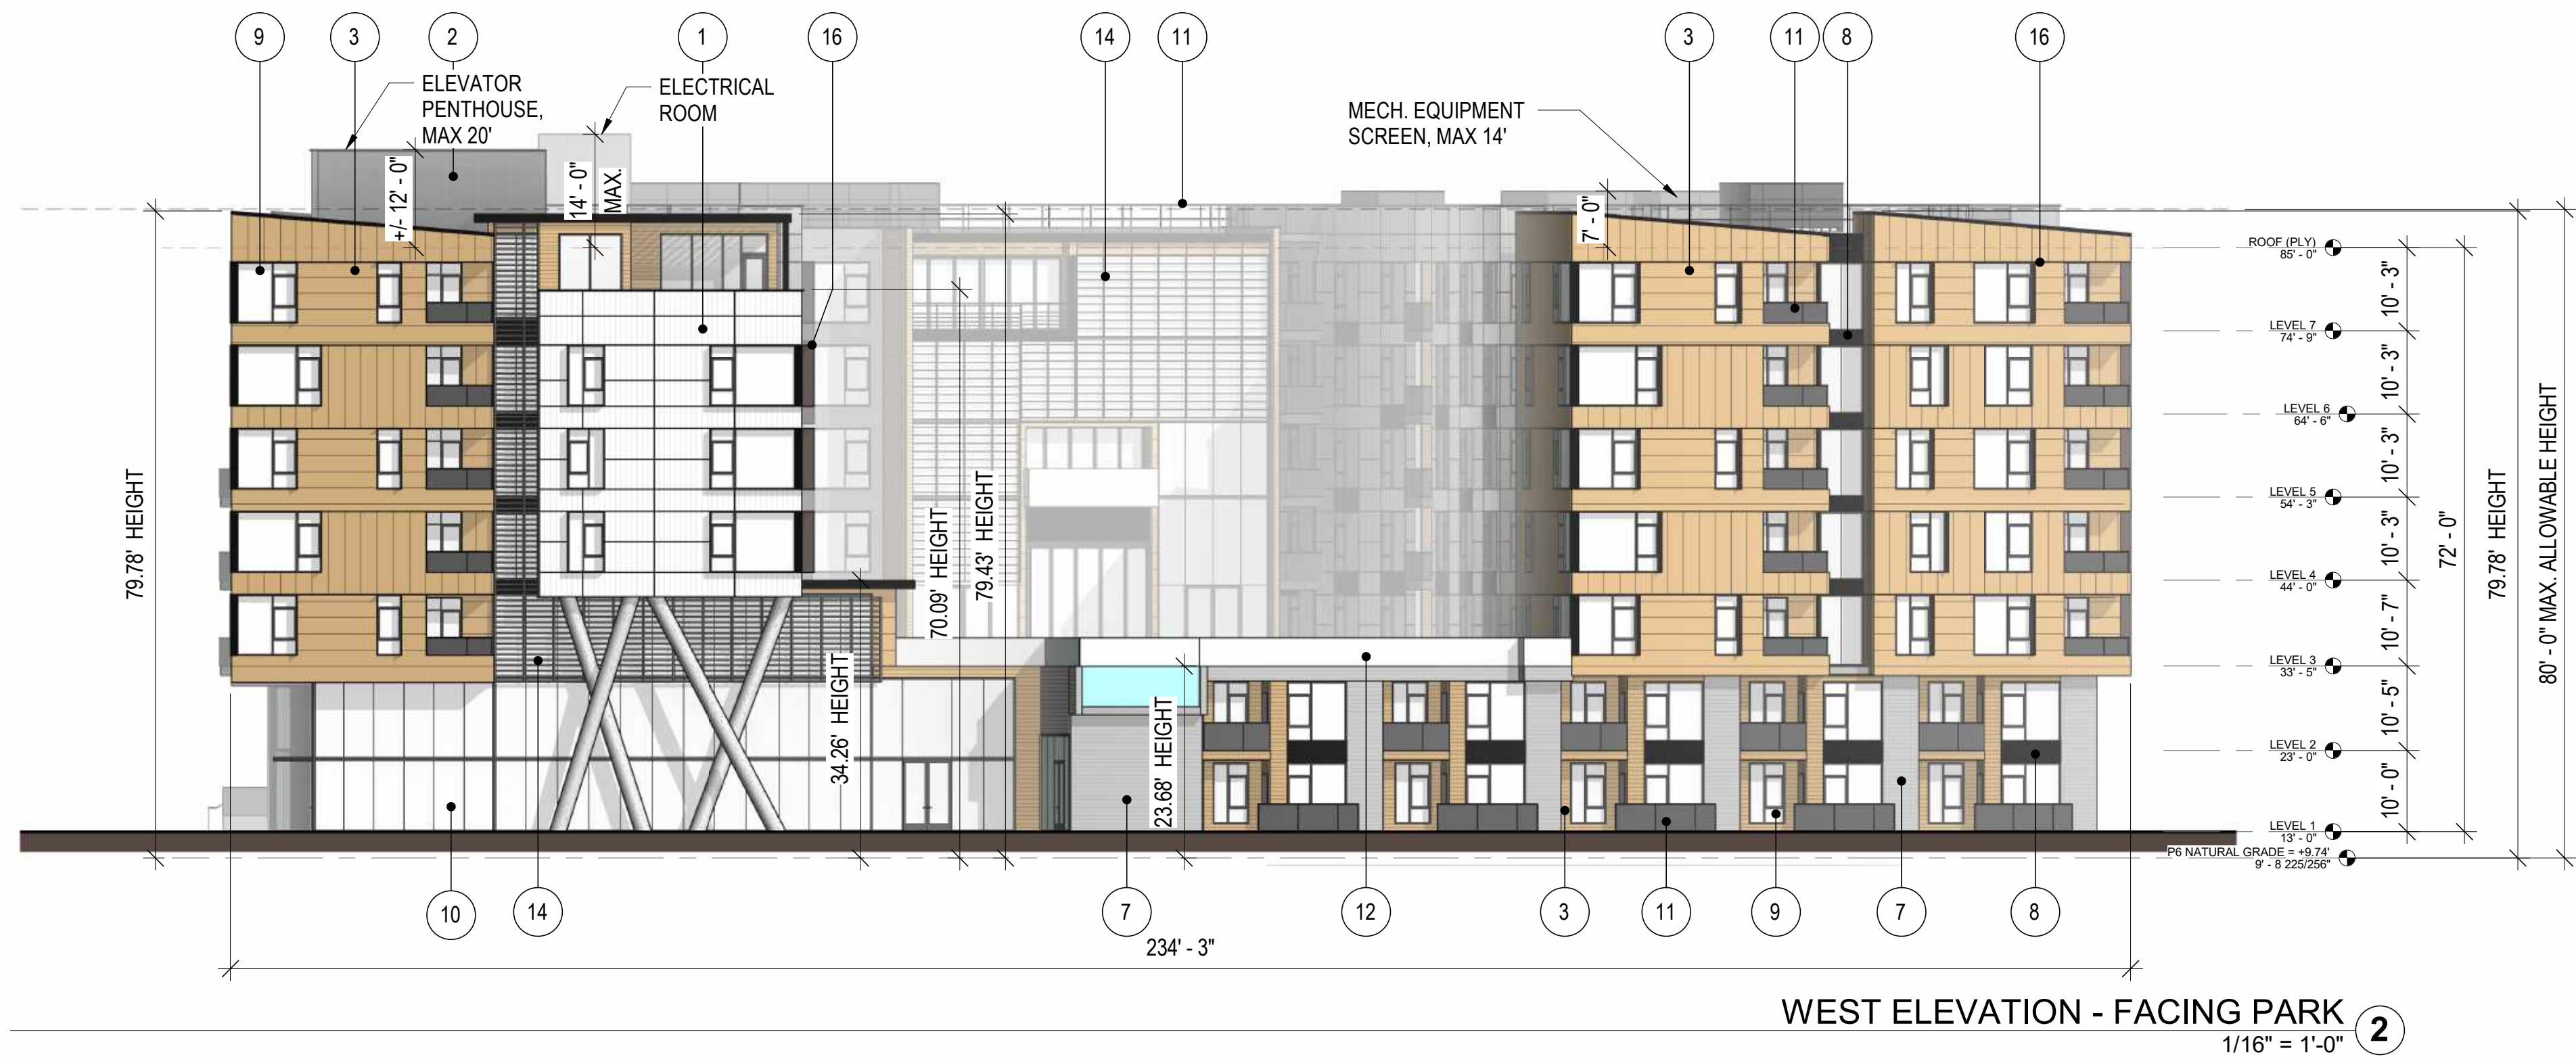 9
3
2
1
16
14
11
3
11
8
16
ELEVATOR
PENTHOUSE,
MAX 20'
ELECTRICAL
ROOM
MECH. EQUIPMENT
SCREEN, MAX 14'
+/- 12' - 0"
14' - 0"
MAX.
7' - 0"
79.78' HEIGHT
34.26' HEIGHT
70.09' HEIGHT
79.43' HEIGHT
23.68' HEIGHT
ROOF (PLY)
85' - 0"
10' - 3"
LEVEL 7
74' - 9"
10' - 3"
LEVEL 6
64' - 6"
10' - 3"
LEVEL 5
54' - 3"
10' - 3"
LEVEL 4
44' - 0"
10' - 7"
LEVEL 3
33' - 5"
10' - 5"
LEVEL 2
23' - 0"
10' - 0"
LEVEL 1
13' - 0"
P6 NATURAL GRADE = +9.74'
9' - 8 225/256"
72' - 0"
79.78' HEIGHT
80' - 0" MAX. ALLOWABLE HEIGHT
10
14
7
12
3
11
9
7
8
234' - 3"
WEST ELEVATION - FACING PARK
2
1/16" = 1'-0"